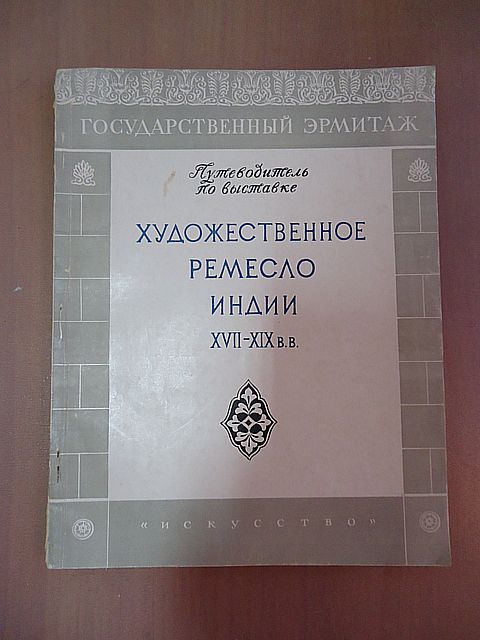 ГОСУДАРСТВЕННЫЙ ЭРМИТАЖ
Путеводитель
по выставке
ХУДОЖЕСТВЕННОЕ
РЕМЕСЛО
ИНДИИ
XVII-XIX В.В.
"ИСКУССТВО"